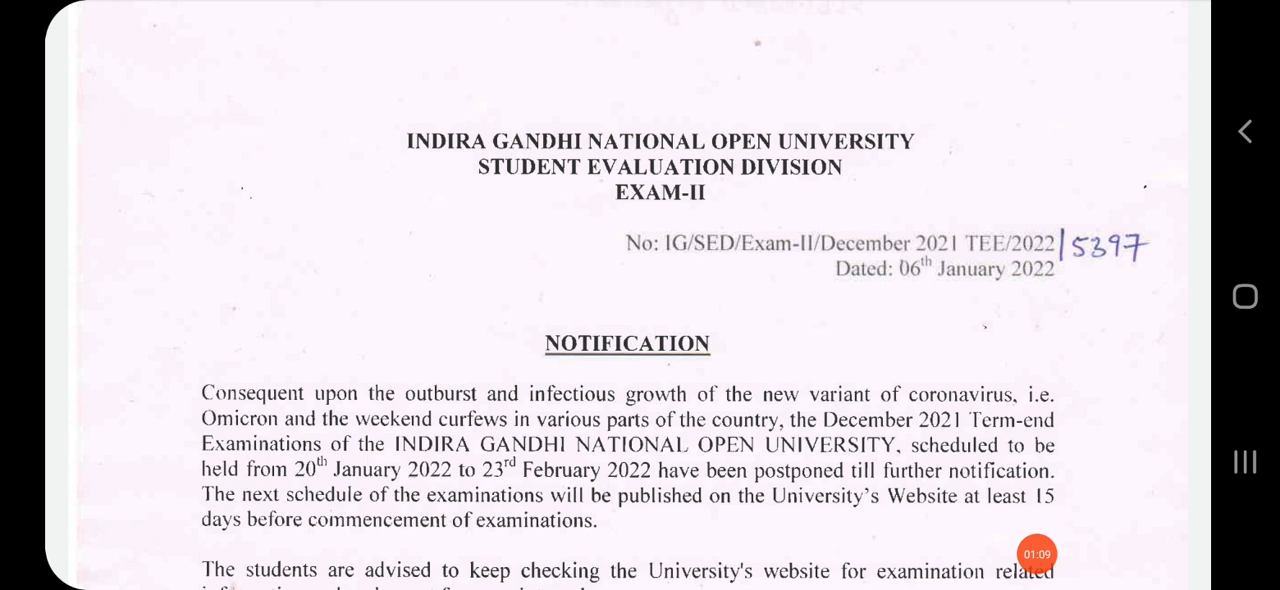 INDIRA GANDHI NATIONAL OPEN UNIVERSITY
STUDENT EVALUATION DIVISION
EXAM-II
No: IG/SED/Exam-II/December 2021 TEE/2022/5397
Dated: 06th January 2022
NOTIFICATION
Consequent upon the outburst and infectious growth of the new variant of coronavirus, i.e.
Omicron and the weekend curfews in various parts of the country, the December 2021 Term-end
Examinations of the INDIRA GANDHI NATIONAL OPEN UNIVERSITY, scheduled to be
held from 20th January 2022 to 23rd February 2022 have been postponed till further notification.
The next schedule of the examinations will be published on the University's Website at least 15
days before commencement of examinations.
The students are advised to keep checking the University's website for examination related
01:09